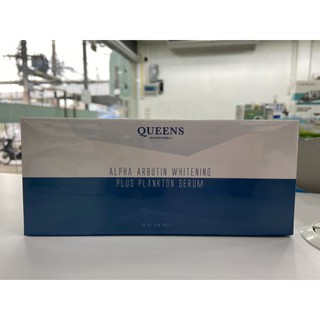 QUEENS
ALPHA ARBUTIN WHITENING
PLUS PLANKTON SERUM